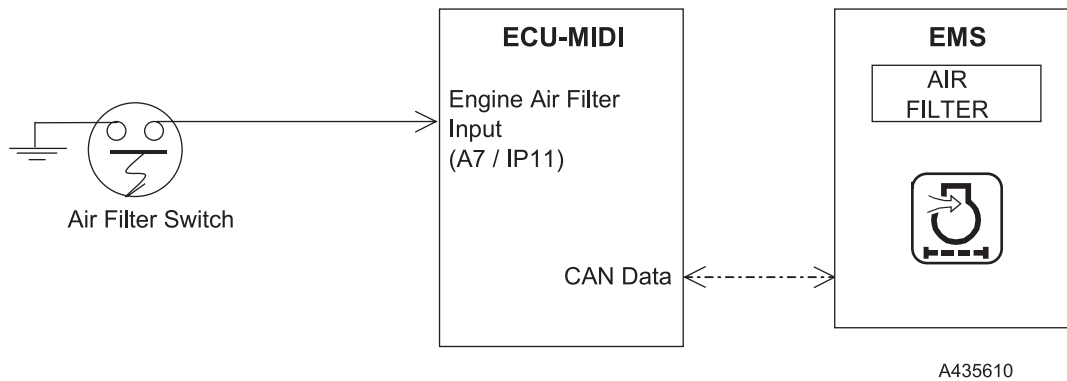 ECU-MIDI
EMS
AIR
FILTER
Engine Air Filter
Input
(A7 / IP11)
Air Filter Switch
CAN Data
A435610